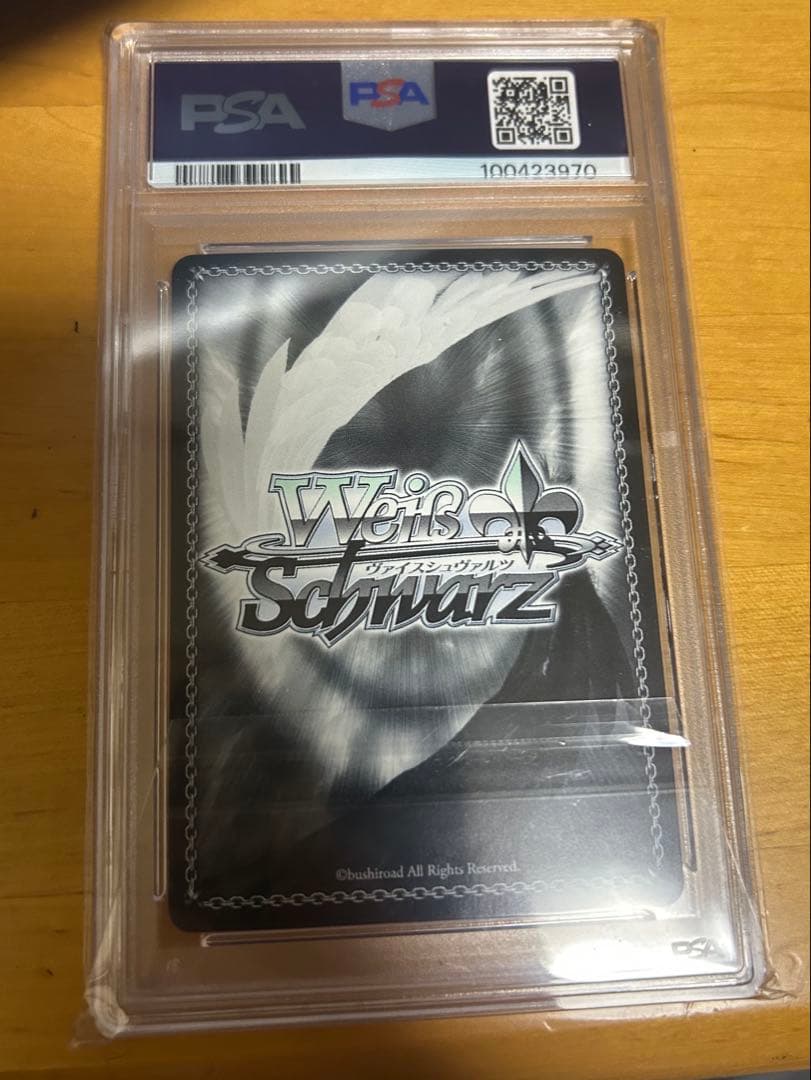 PSA
PSA
100423970
Weiß
ヴァイスシュヴァルツ
Schwarz
©bushiroad All Rights Reserved.
PSA